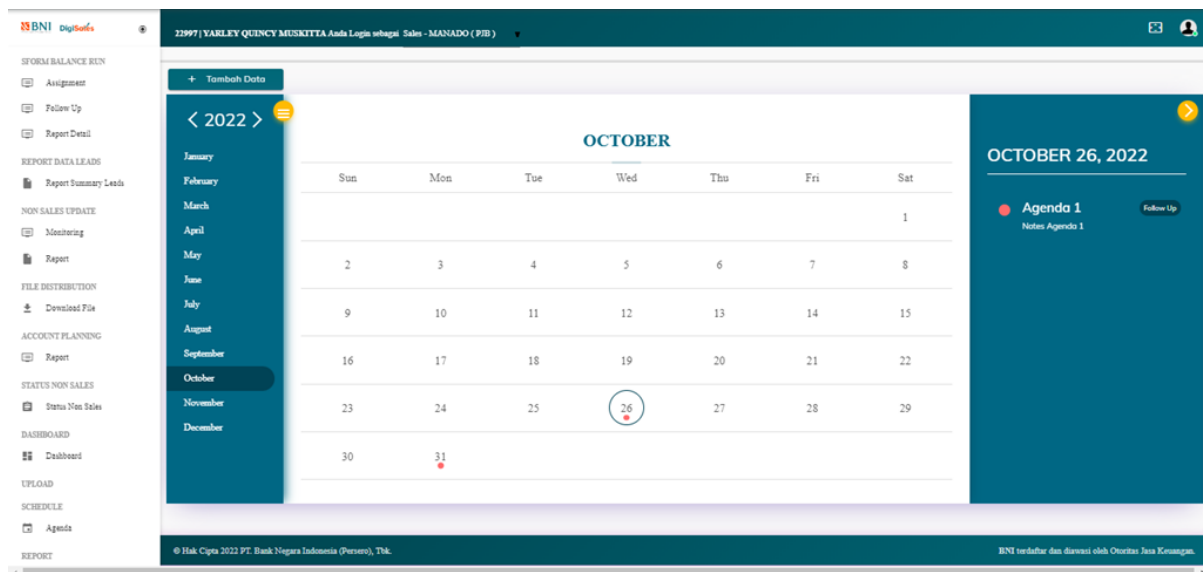 BNI DigiSales
22997 | YARLEY QUINCY MUSKITTA Anda Login sebagai Sales - MANADO ( PJB )
SFORM BALANCE RUN
Assignment
Follow Up
Report Detail
REPORT DATA LEADS
Report Summary Leads
NON SALES UPDATE
Monitoring
Report
FILE DISTRIBUTION
Download File
ACCOUNT PLANNING
Report
STATUS NON SALES
Status Non Sales
DASHBOARD
Dashboard
UPLOAD
SCHEDULE
Agenda
REPORT
+ Tambah Data
< 2022 >
January
February
March
April
May
June
July
August
September
October
November
December
OCTOBER
Sun Mon Tue Wed Thu Fri Sat
1
2 3 4 5 6 7 8
9 10 11 12 13 14 15
16 17 18 19 20 21 22
23 24 25 26 27 28 29
30 31
OCTOBER 26, 2022
Agenda 1 Follow Up
Notes Agenda 1
© Hak Cipta 2022 PT. Bank Negara Indonesia (Persero), Tbk.
BNI terdaftar dan diawasi oleh Otoritas Jasa Keuangan.